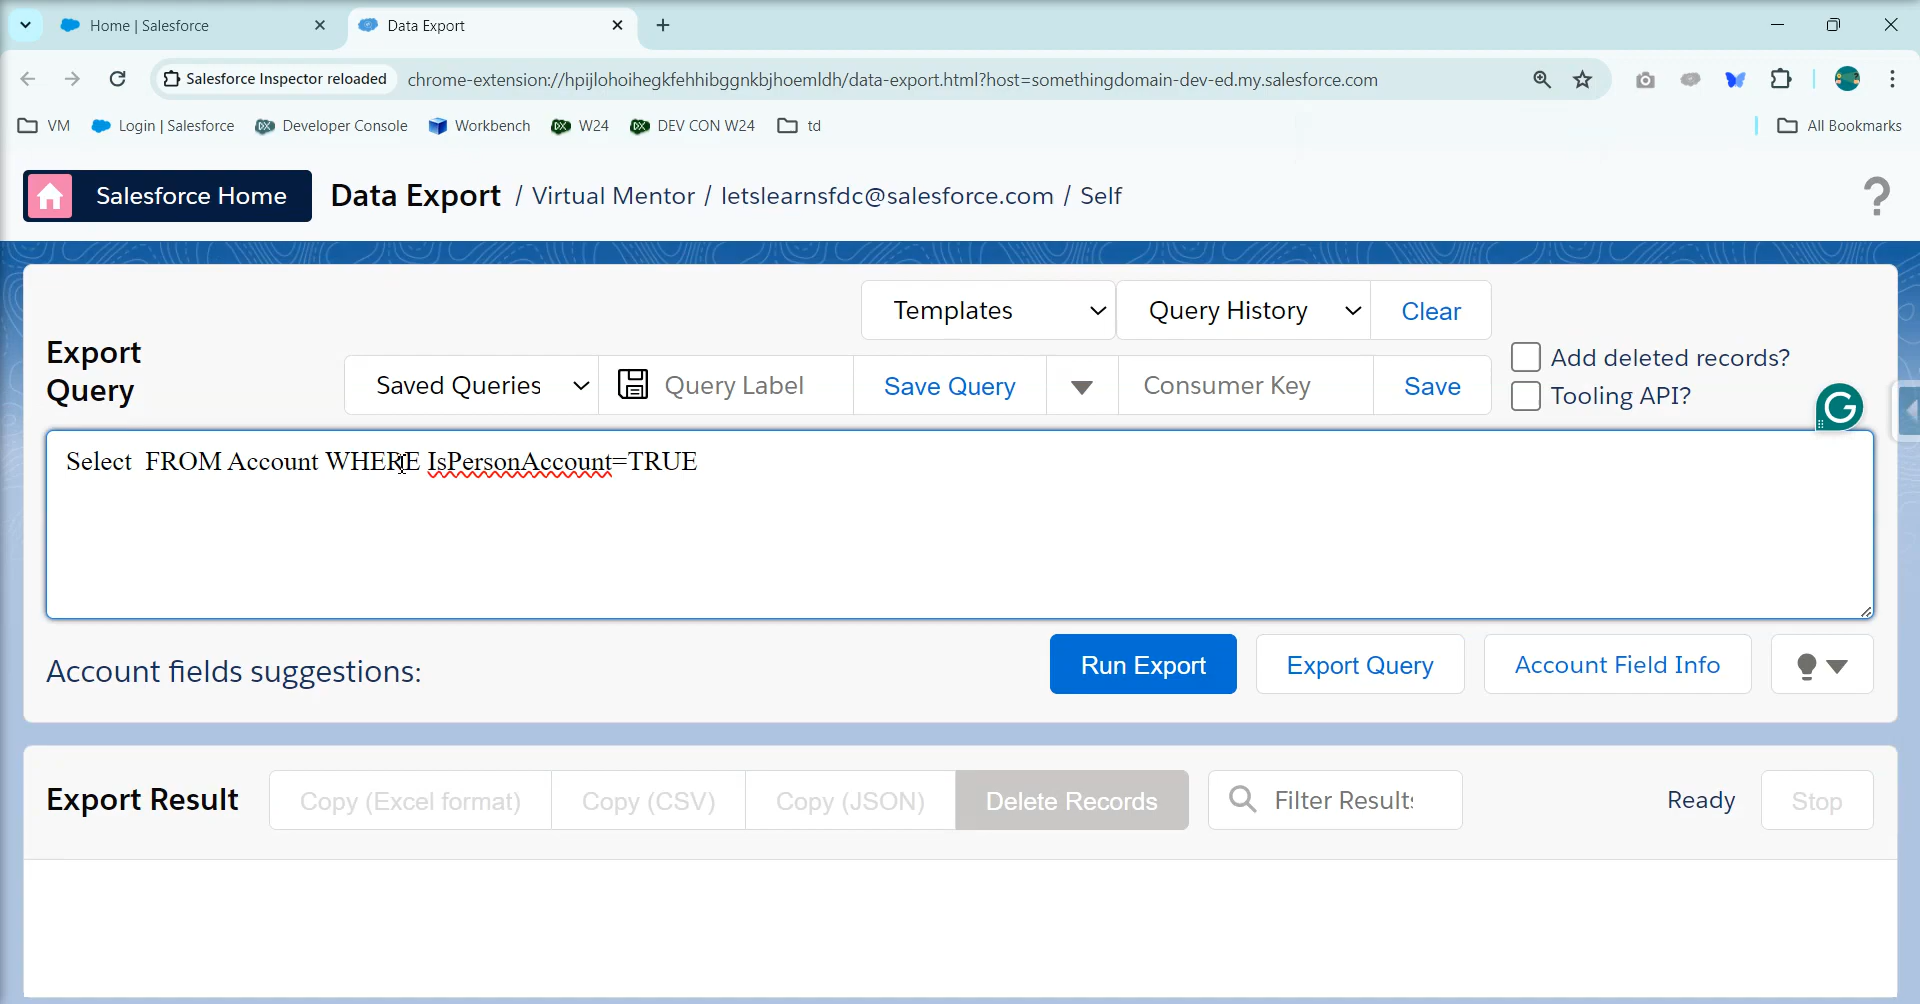 Home | Salesforce
Data Export
Salesforce Inspector reloaded
chrome-extension://hpijlohoihegkfehhibggnkbjhoemldh/data-export.html?host=somethingdomain-dev-ed.my.salesforce.com
VM
Login | Salesforce
Developer Console
Workbench
W24
DEV CON W24
td
All Bookmarks
Salesforce Home
Data Export / Virtual Mentor / letslearnsfdc@salesforce.com / Self
?
Templates
Query History
Clear
Export
Query
Saved Queries
Query Label
Save Query
Consumer Key
Save
Add deleted records?
Tooling API?
Select  FROM Account WHERE IsPersonAccount=TRUE
Account fields suggestions:
Run Export
Export Query
Account Field Info
Export Result
Copy (Excel format)
Copy (CSV)
Copy (JSON)
Delete Records
Filter Results
Ready
Stop